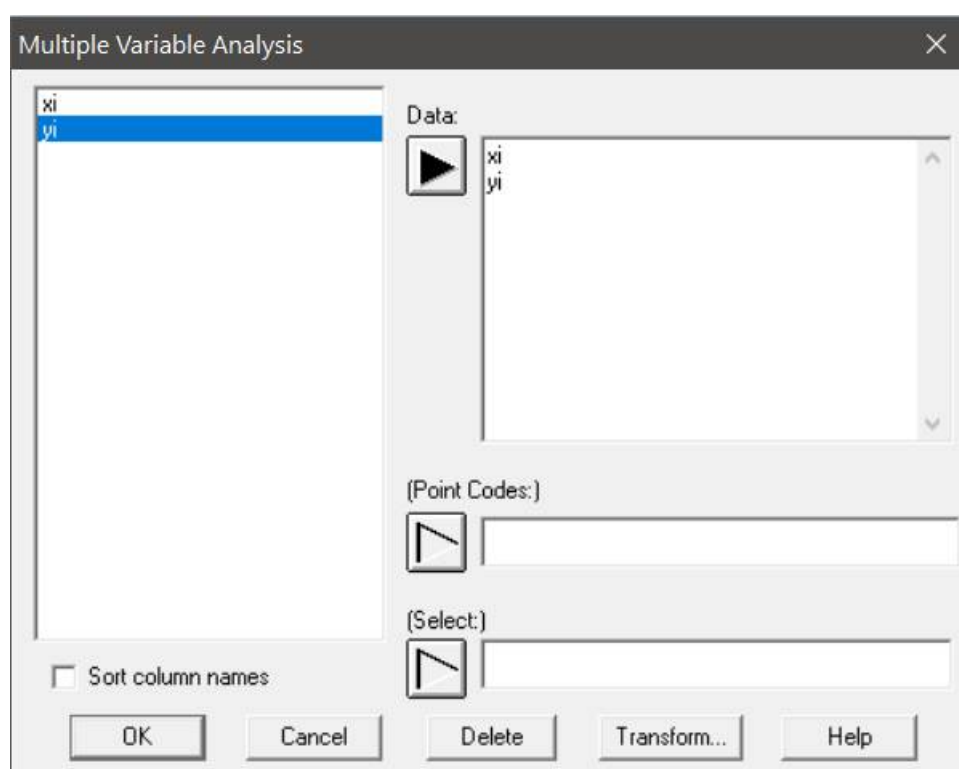 Multiple Variable Analysis
xi
yi
Data:
xi
yi
(Point Codes:)
(Select:)
Sort column names
OK Cancel Delete Transform... Help